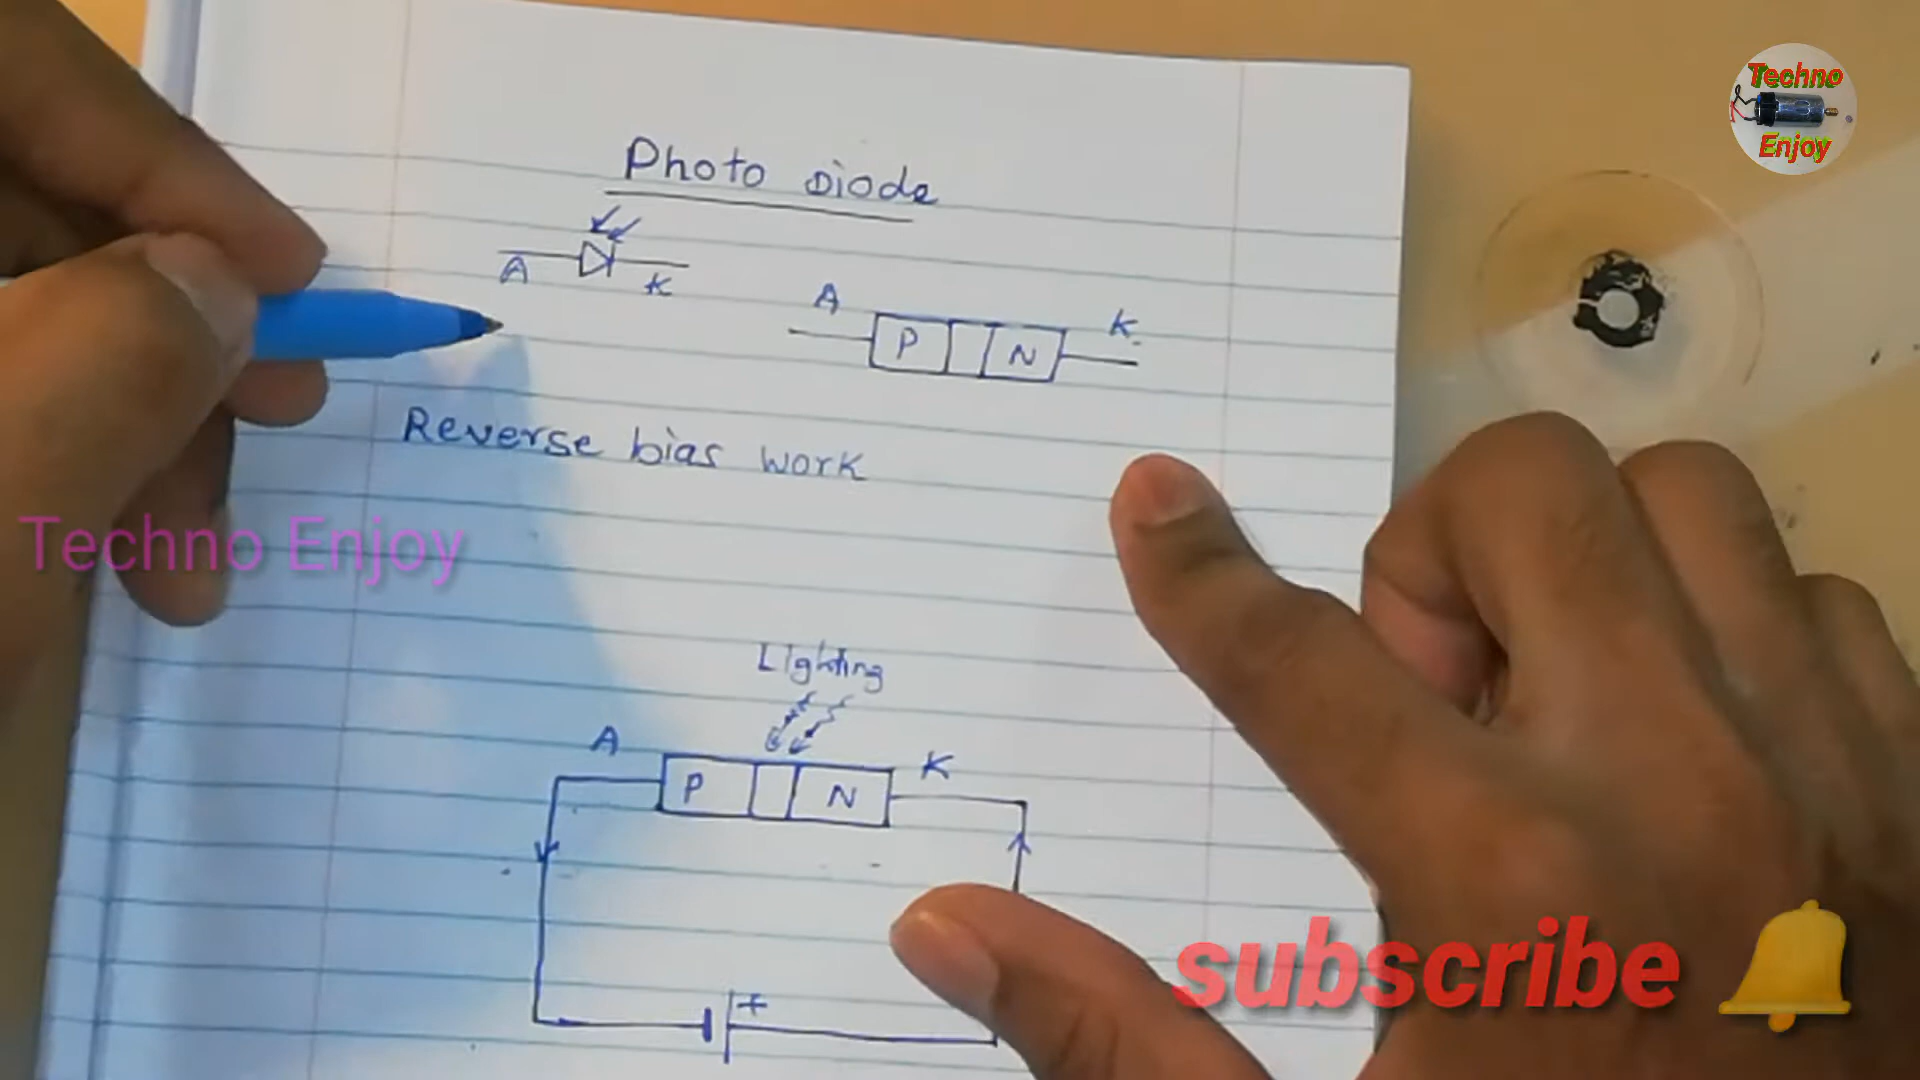 Techno
Enjoy
Photo Diode
A
K
A
K.
P
N
Reverse bias work
Techno Enjoy
Lighting
A
K
P
N
subscribe
+